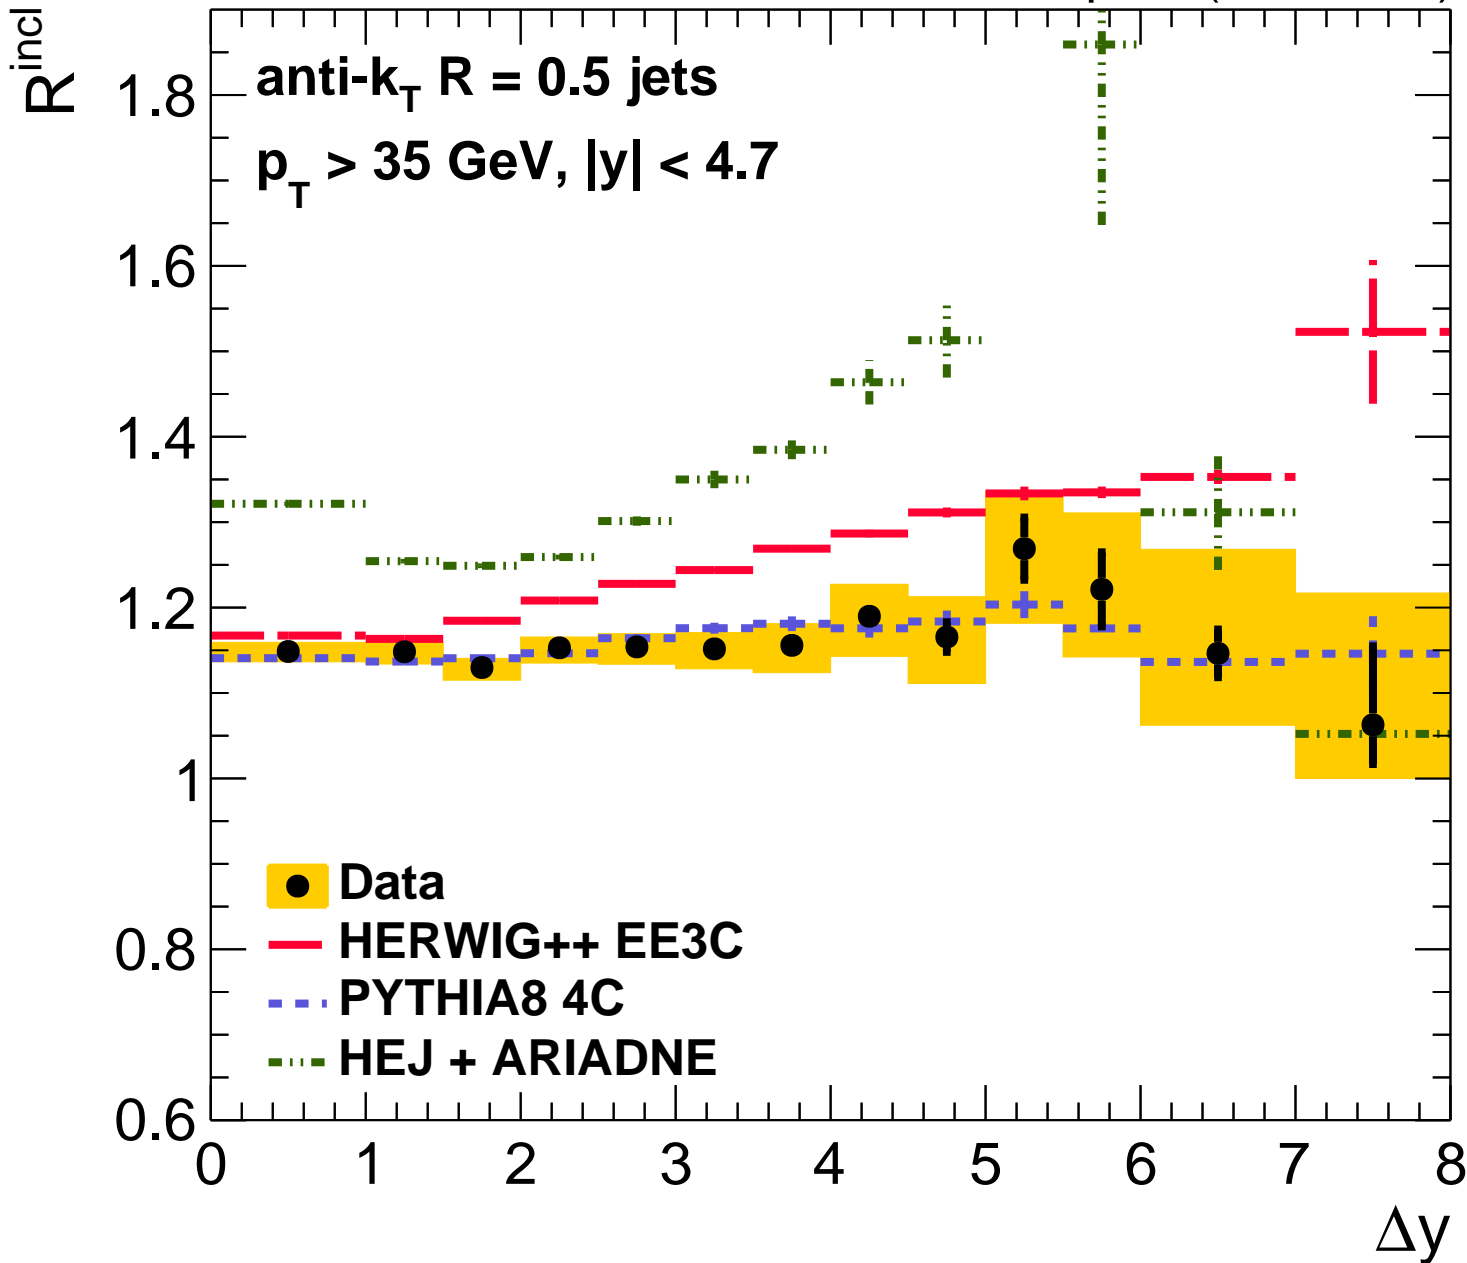 R^incl
anti-k_T R = 0.5 jets
p_T > 35 GeV, |y| < 4.7
1.8
1.6
1.4
1.2
1
0.8
0.6
Data
HERWIG++ EE3C
PYTHIA8 4C
HEJ + ARIADNE
0 1 2 3 4 5 6 7 8
Δy